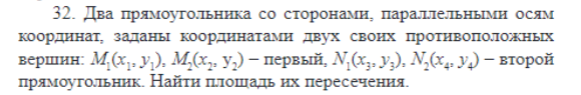 32. Два прямоугольника со сторонами, параллельными осям
координат, заданы координатами двух своих противоположных
вершин: M₁(x₁, y₁), M₂(x₂, y₂) – первый, N₁(x₃, y₃), N₂(x₄, y₄) – второй
прямоугольник. Найти площадь их пересечения.